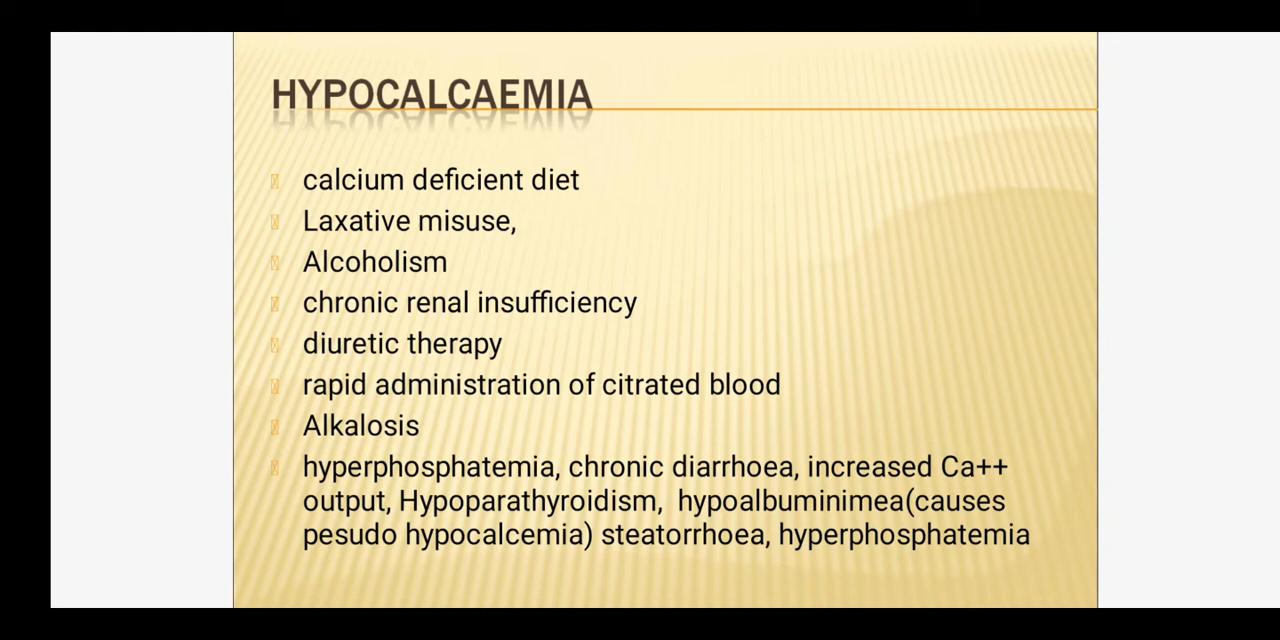 HYPOCALCAEMIA
calcium deficient diet
Laxative misuse,
Alcoholism
chronic renal insufficiency
diuretic therapy
rapid administration of citrated blood
Alkalosis
hyperphosphatemia, chronic diarrhoea, increased Ca++
output, Hypoparathyroidism,  hypoalbuminimea(causes
pesudo hypocalcemia) steatorrhoea, hyperphosphatemia